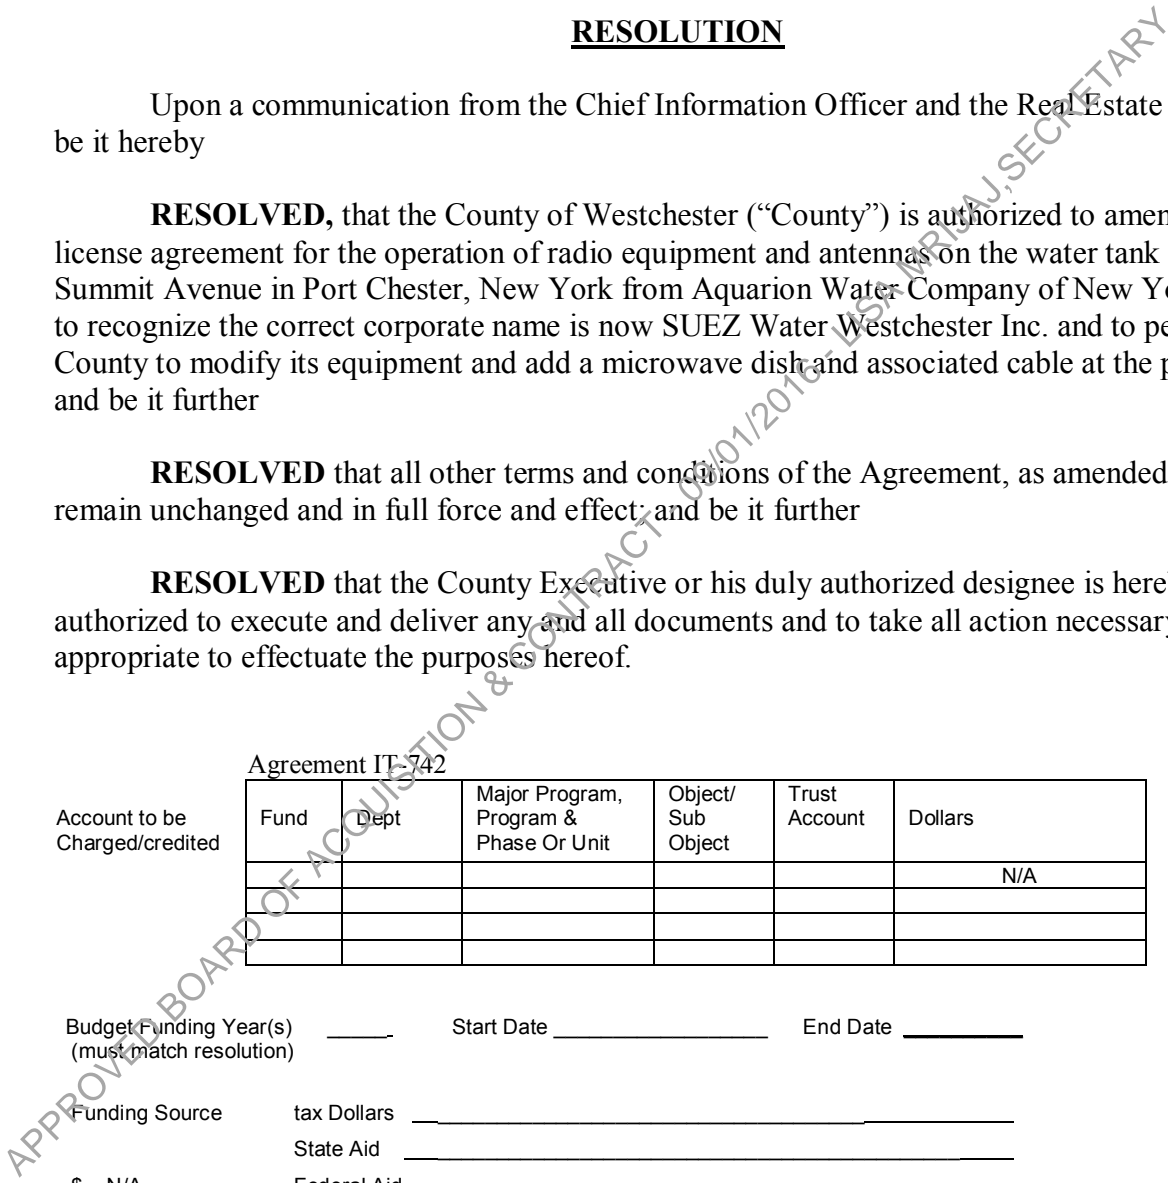 RESOLUTION
Upon a communication from the Chief Information Officer and the Real Estate
be it hereby
RESOLVED, that the County of Westchester (“County”) is authorized to amen
license agreement for the operation of radio equipment and antennas on the water tank
Summit Avenue in Port Chester, New York from Aquarion Water Company of New Yo
to recognize the correct corporate name is now SUEZ Water Westchester Inc. and to pe
County to modify its equipment and add a microwave dish and associated cable at the p
and be it further
RESOLVED that all other terms and conditions of the Agreement, as amended
remain unchanged and in full force and effect; and be it further
RESOLVED that the County Executive or his duly authorized designee is here
authorized to execute and deliver any and all documents and to take all action necessary
appropriate to effectuate the purposes hereof.
Agreement IT-742
Account to be
Charged/credited
Fund
Dept
Major Program,
Program &
Phase Or Unit
Object/
Sub
Object
Trust
Account
Dollars
N/A
Budget Funding Year(s) _____ Start Date __________________ End Date __________
(must match resolution)
Funding Source tax Dollars
State Aid
$ N/A Federal Aid
APPROVED BOARD OF ACQUISITION & CONTRACT - 09/01/2016 - LISA MRIJAJ, SECRETARY